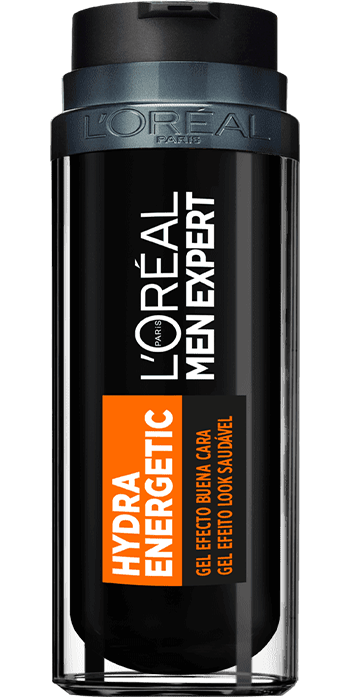 L'ORÉAL
PARIS
L'ORÉAL
PARIS
MEN EXPERT
HYDRA
ENERGETIC
GEL EFECTO BUENA CARA
GEL EFEITO LOOK SAUDÁVEL